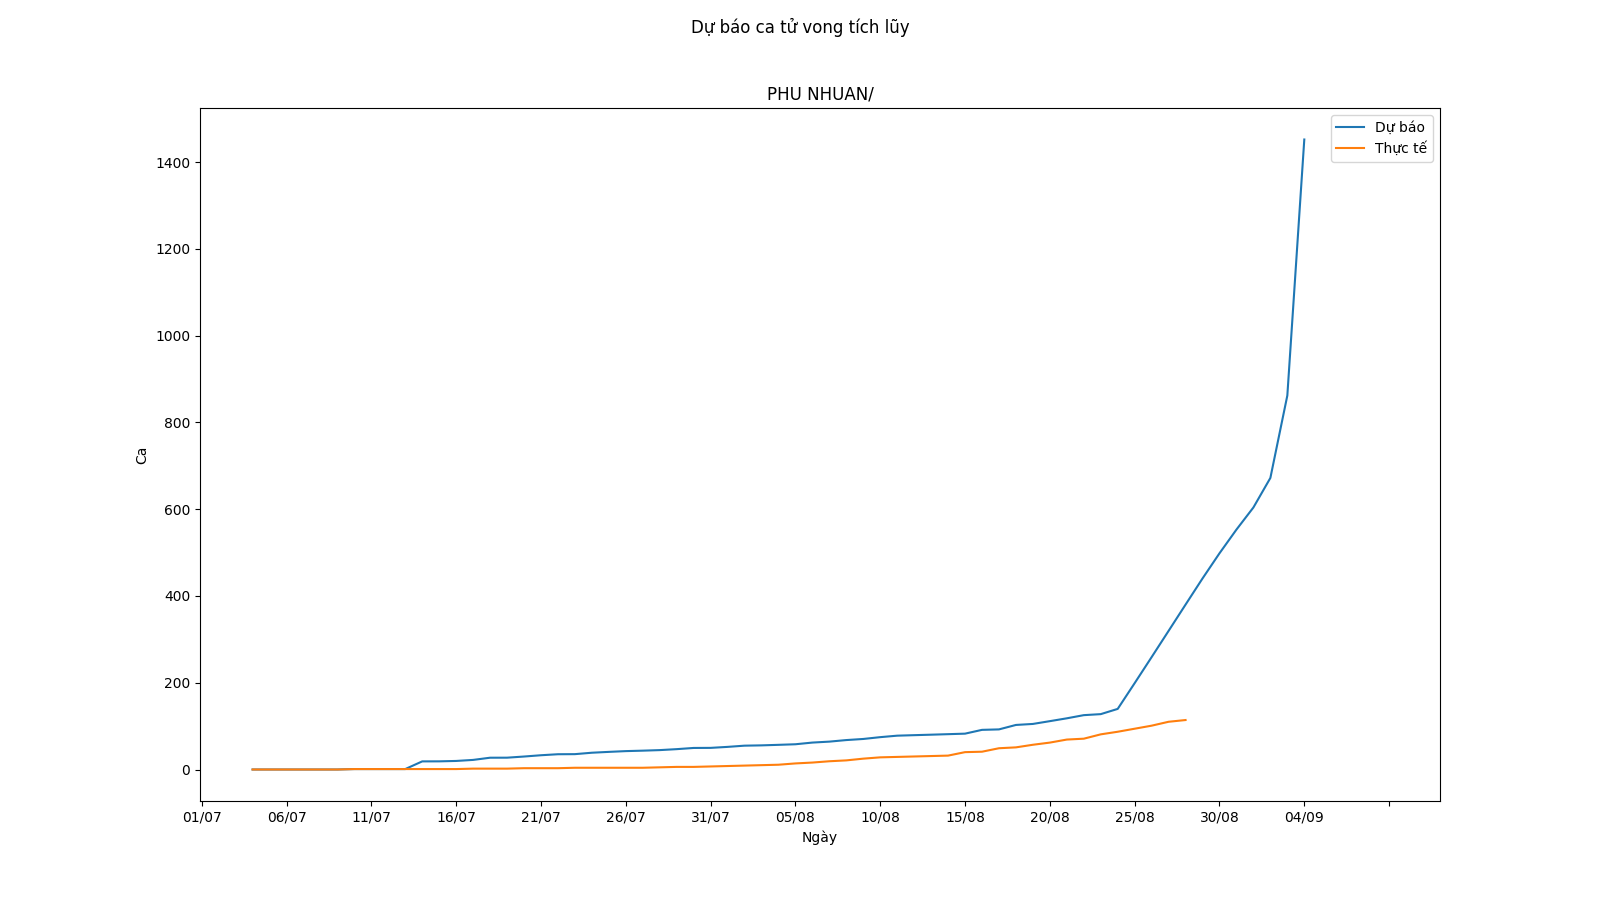 Dự báo ca tử vong tích lũy
PHU NHUAN/
Dự báo
Thực tế
1400
1200
1000
800
600
400
200
0
Ca
01/07 06/07 11/07 16/07 21/07 26/07 31/07 05/08 10/08 15/08 20/08 25/08 30/08 04/09
Ngày